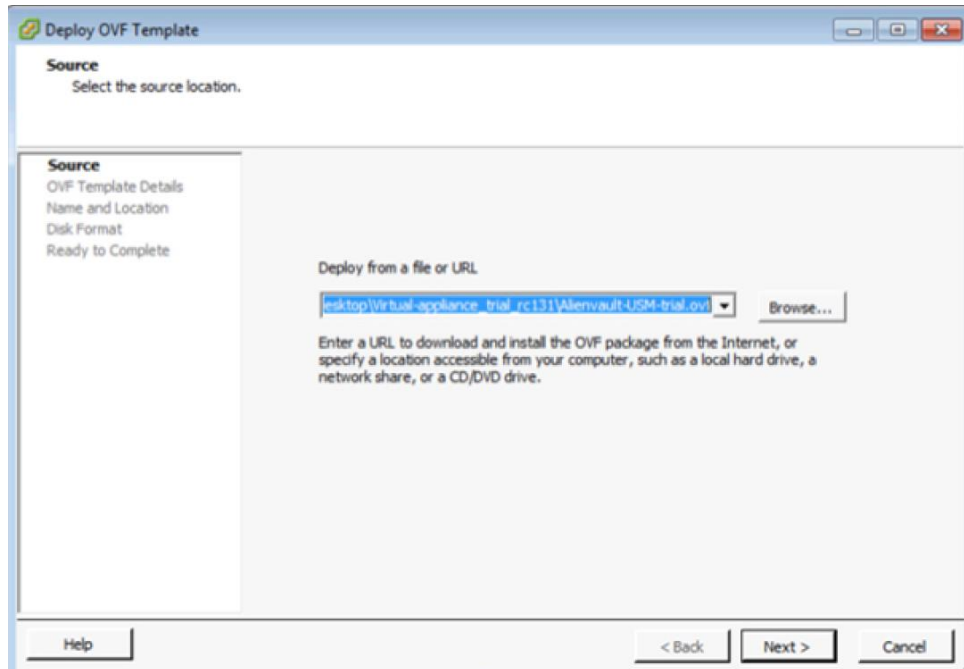 Deploy OVF Template
Source
Select the source location.
Source
OVF Template Details
Name and Location
Disk Format
Ready to Complete
Deploy from a file or URL
esktop\Virtual-appliance_trial_rc131\Alienvault-USM-trial.ovf
Browse...
Enter a URL to download and install the OVF package from the Internet, or
specify a location accessible from your computer, such as a local hard drive, a
network share, or a CD/DVD drive.
Help
< Back
Next >
Cancel